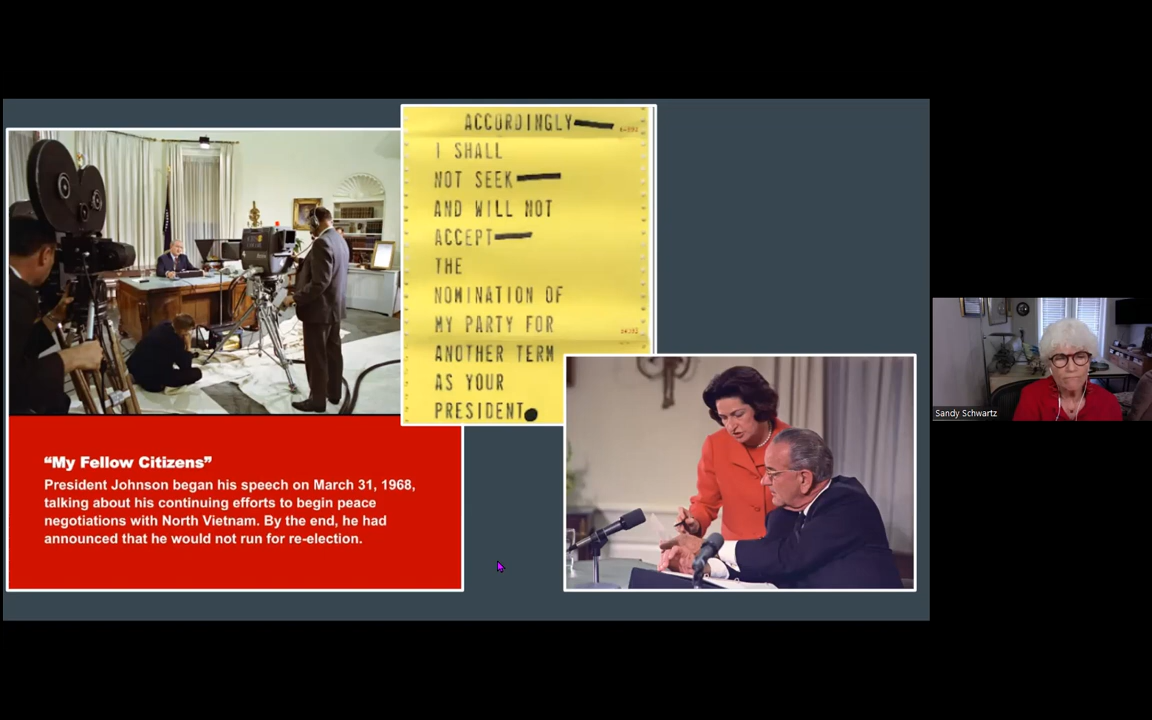 ACCORDINGLY
I SHALL
NOT SEEK
AND WILL NOT
ACCEPT
THE
NOMINATION OF
MY PARTY FOR
ANOTHER TERM
AS YOUR
PRESIDENT.
“My Fellow Citizens”
President Johnson began his speech on March 31, 1968,
talking about his continuing efforts to begin peace
negotiations with North Vietnam. By the end, he had
announced that he would not run for re-election.
Sandy Schwartz